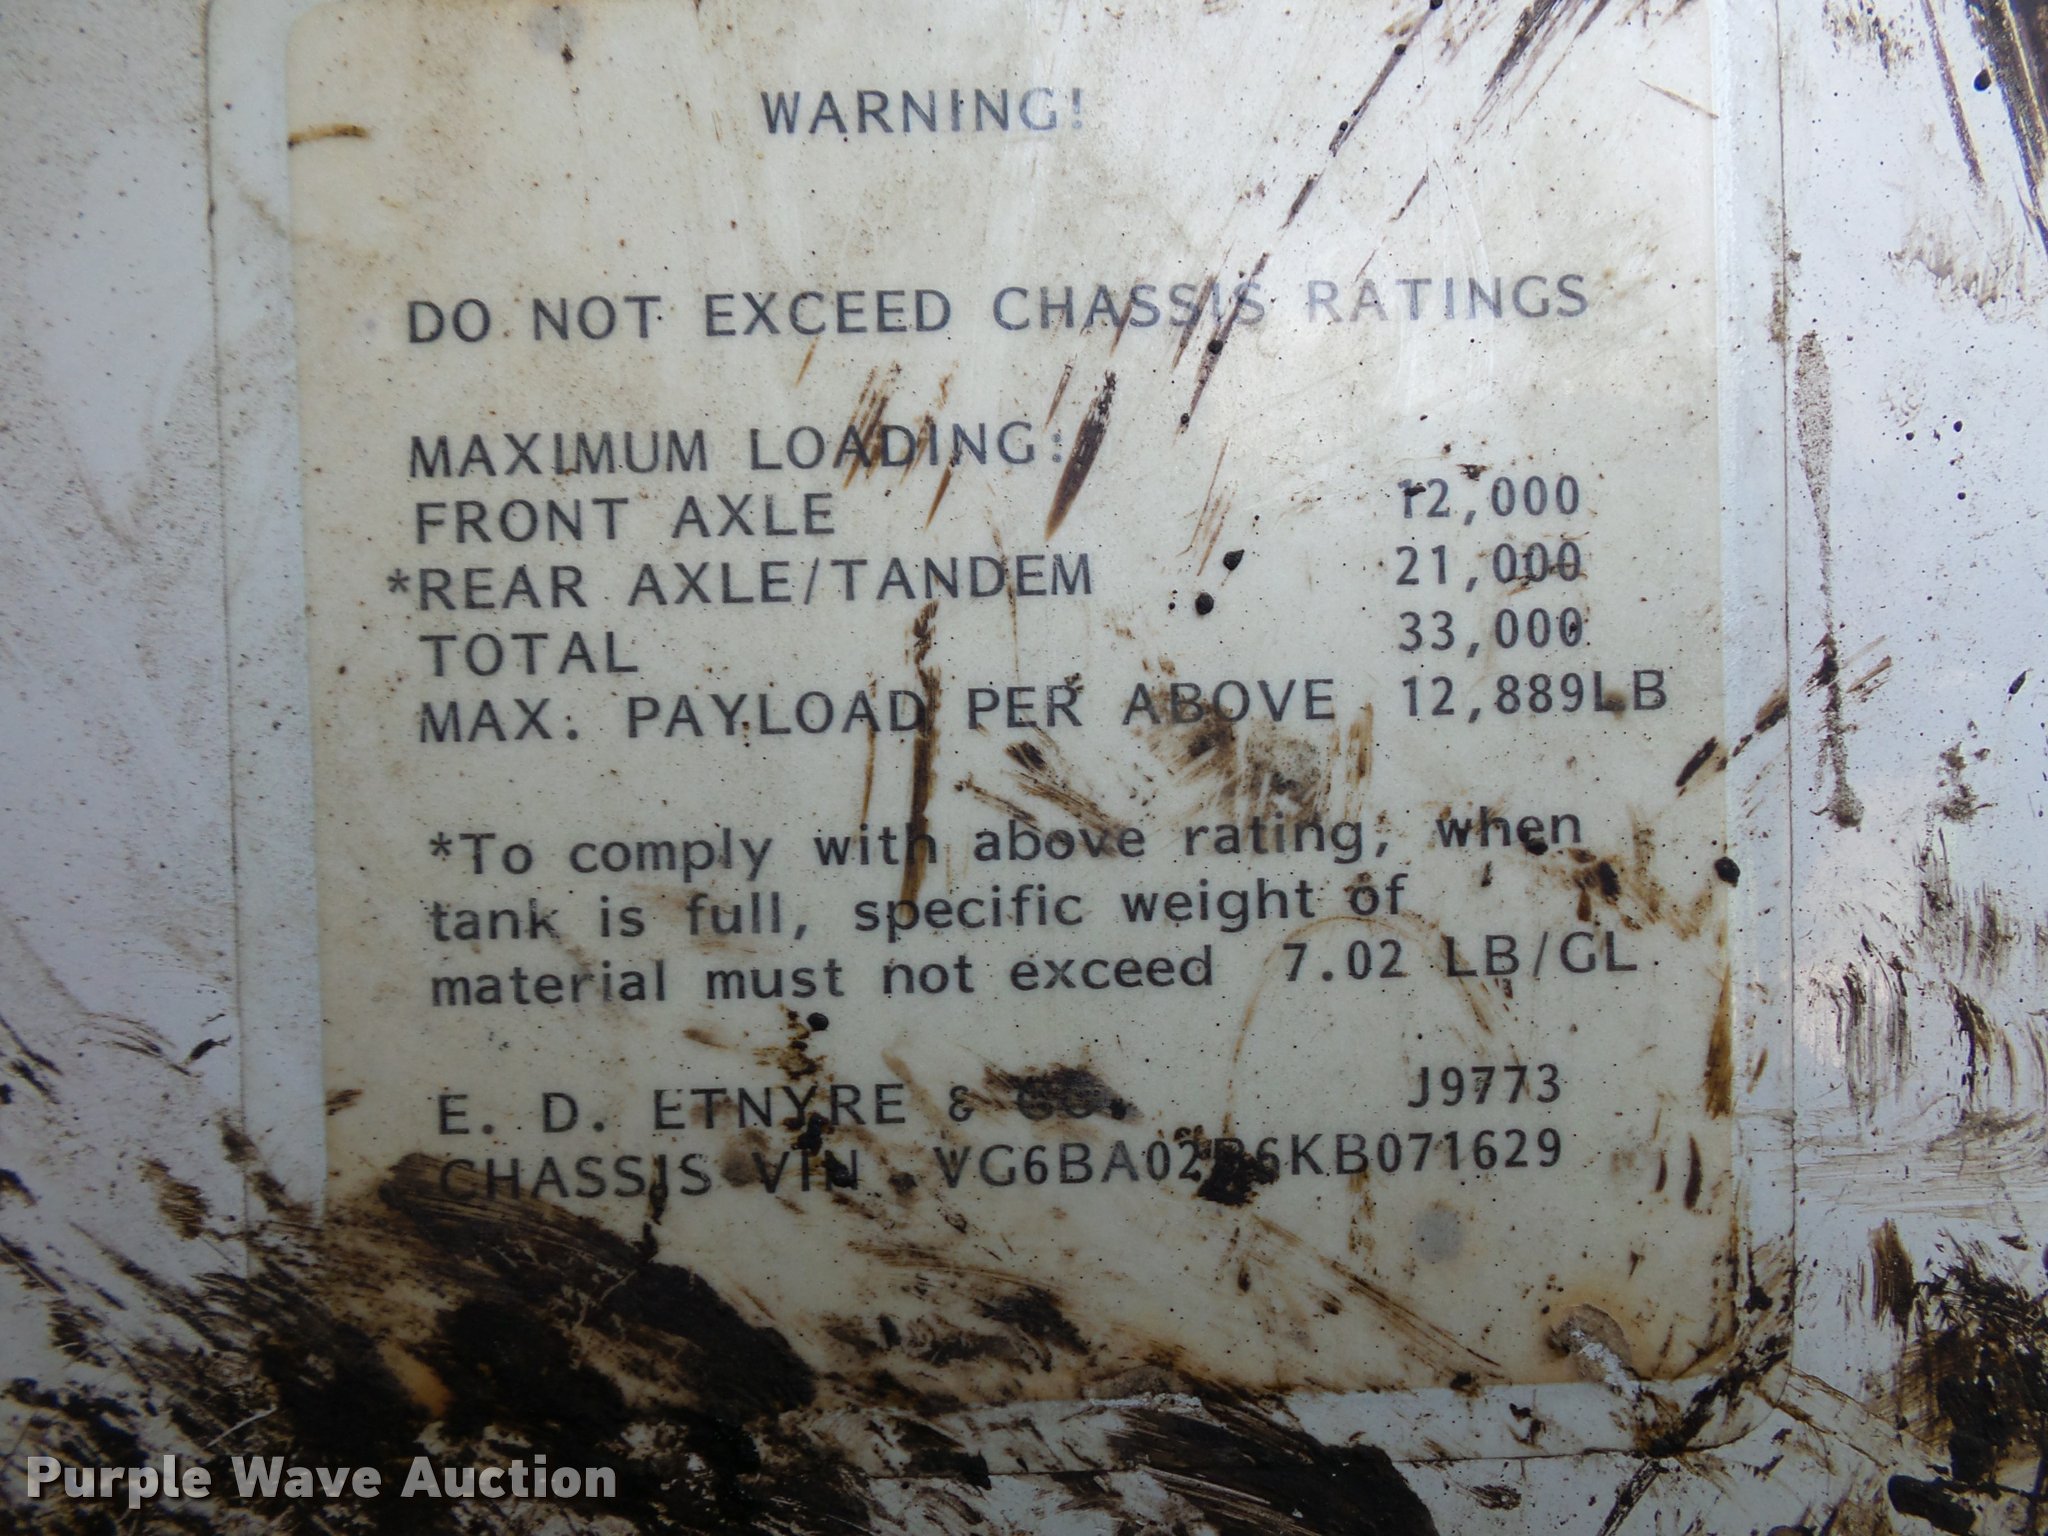 WARNING!
DO NOT EXCEED CHASSIS RATINGS
MAXIMUM LOADING:
FRONT AXLE 12,000
*REAR AXLE/TANDEM 21,000
TOTAL 33,000
MAX. PAYLOAD PER ABOVE 12,889LB
*To comply with above rating, when
tank is full, specific weight of
material must not exceed 7.02 LB/GL
E. D. ETNYRE & CO. J9773
CHASSIS VIN
Purple Wave Auction